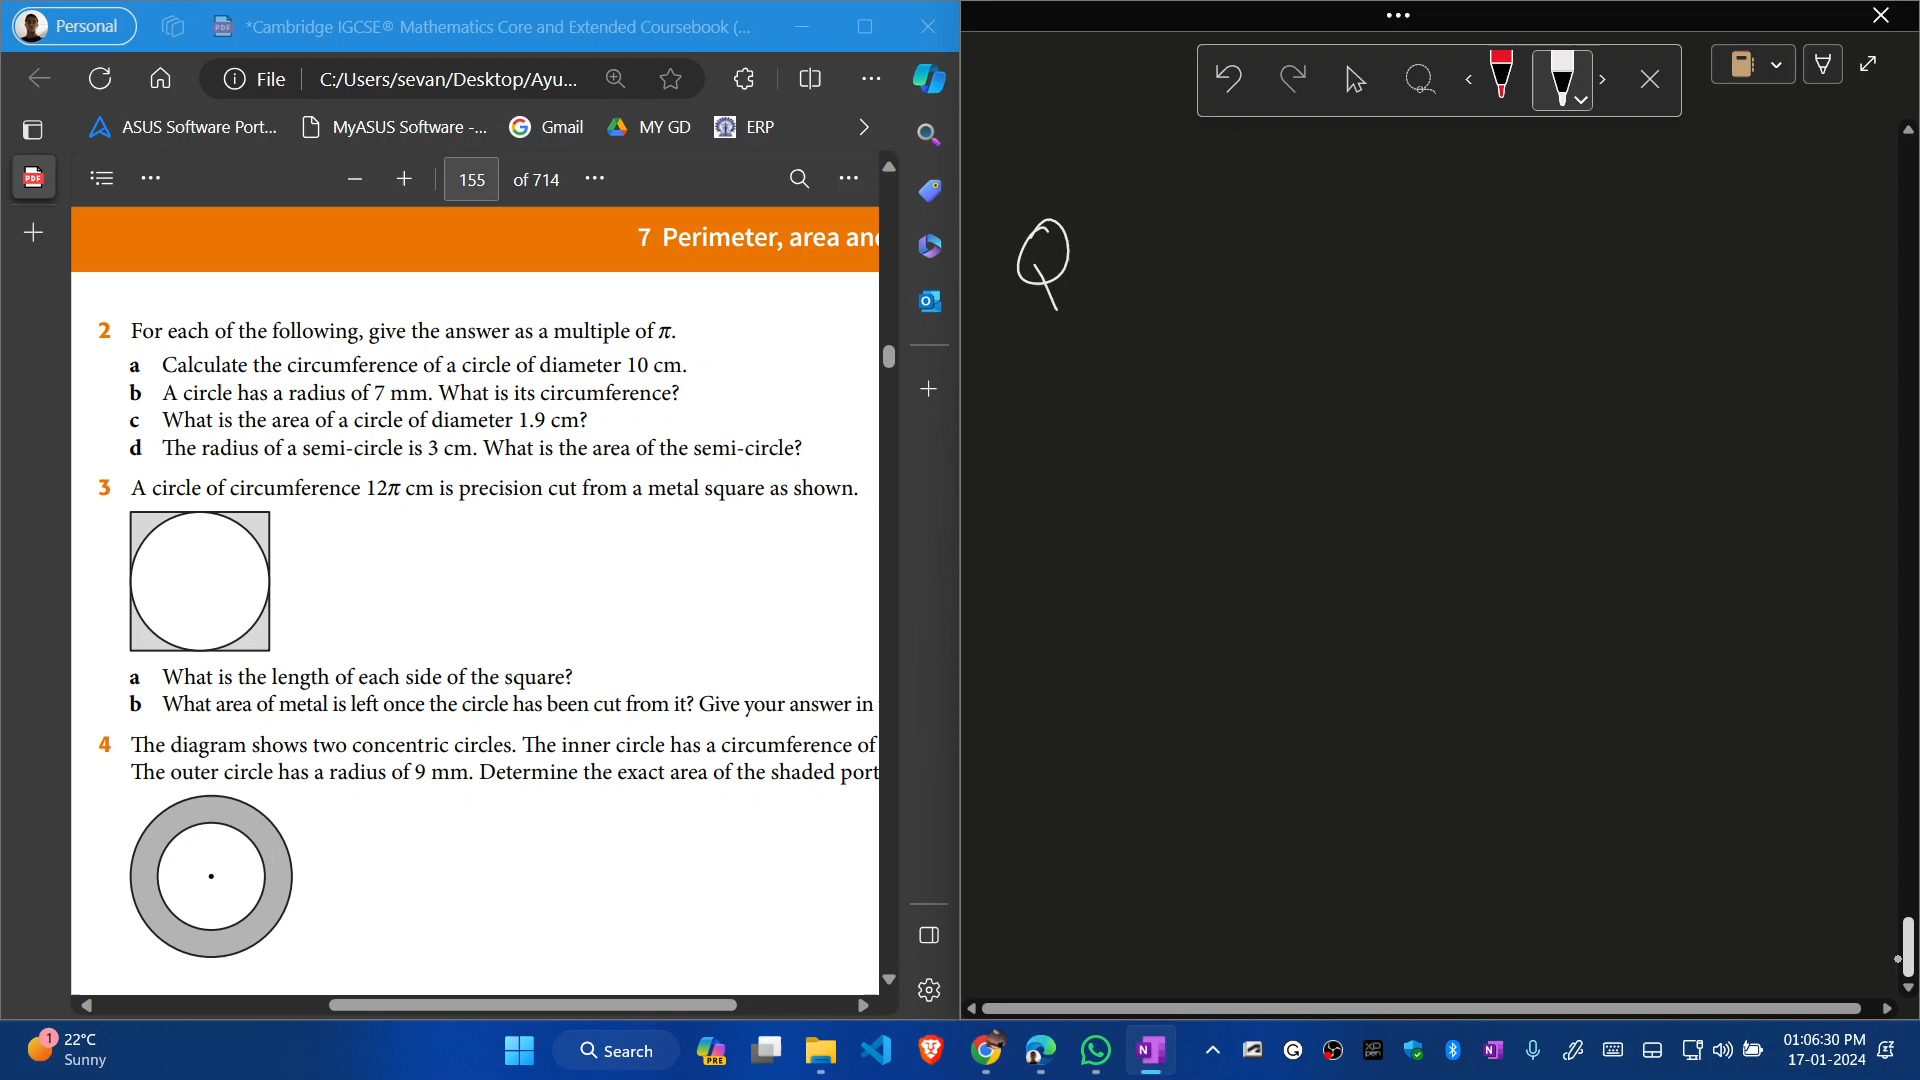 Personal
*Cambridge IGCSE® Mathematics Core and Extended Coursebook (...
File
C:/Users/sevan/Desktop/Ayu...
ASUS Software Port...
MyASUS Software -...
Gmail
MY GD
ERP
155
of 714
7 Perimeter, area and
2 For each of the following, give the answer as a multiple of π.
a Calculate the circumference of a circle of diameter 10 cm.
b A circle has a radius of 7 mm. What is its circumference?
c What is the area of a circle of diameter 1.9 cm?
d The radius of a semi-circle is 3 cm. What is the area of the semi-circle?
3 A circle of circumference 12π cm is precision cut from a metal square as shown.
a What is the length of each side of the square?
b What area of metal is left once the circle has been cut from it? Give your answer in
4 The diagram shows two concentric circles. The inner circle has a circumference of
The outer circle has a radius of 9 mm. Determine the exact area of the shaded port
Q
1
22°C
Sunny
Search
PRE
01:06:30 PM
17-01-2024